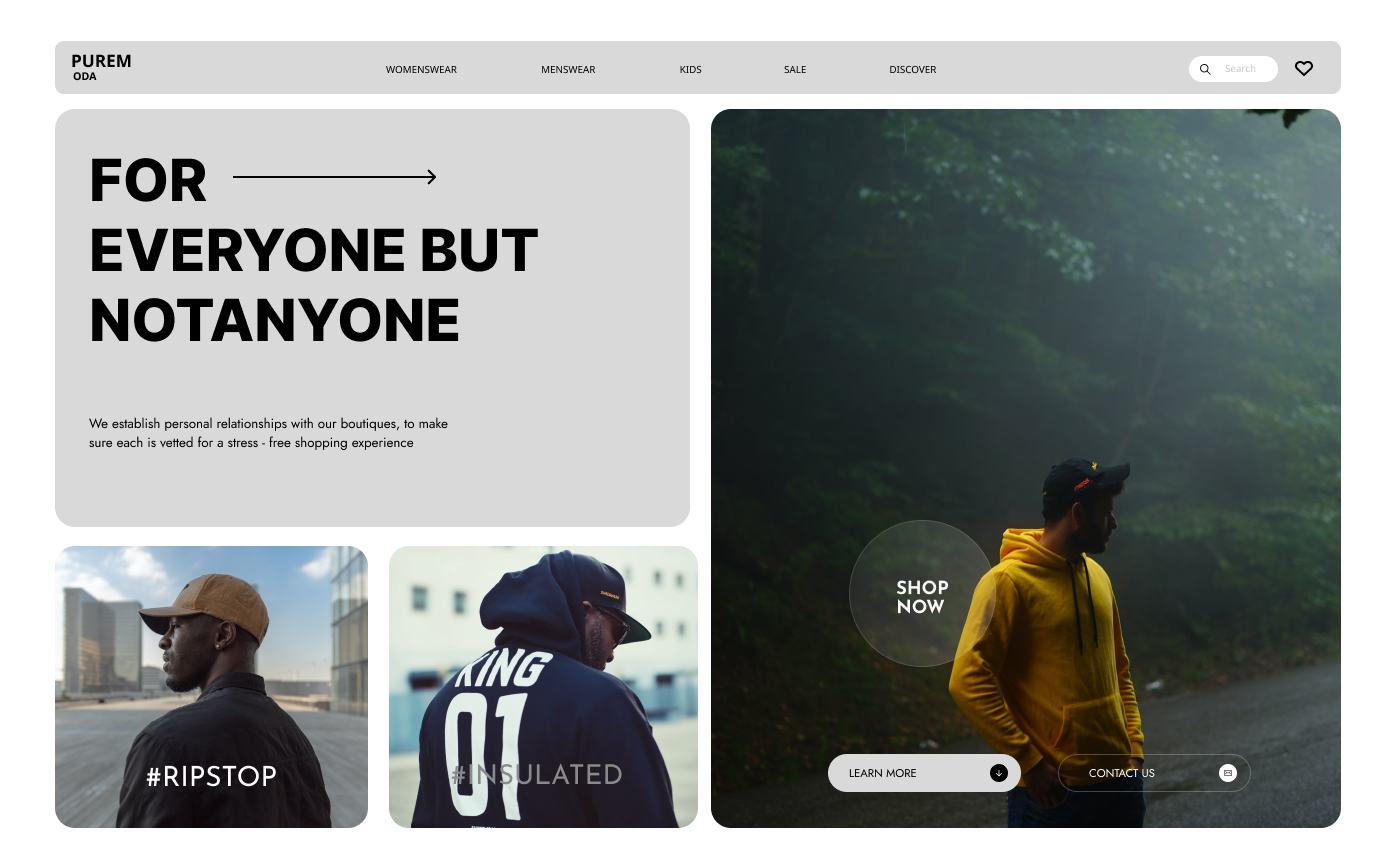 PUREM
ODA
WOMENSWEAR MENSWEAR KIDS SALE DISCOVER
Search
FOR
EVERYONE BUT
NOTANYONE
We establish personal relationships with our boutiques, to make
sure each is vetted for a stress - free shopping experience
#RIPSTOP
KING
01
#INSULATED
SHOP
NOW
LEARN MORE
CONTACT US